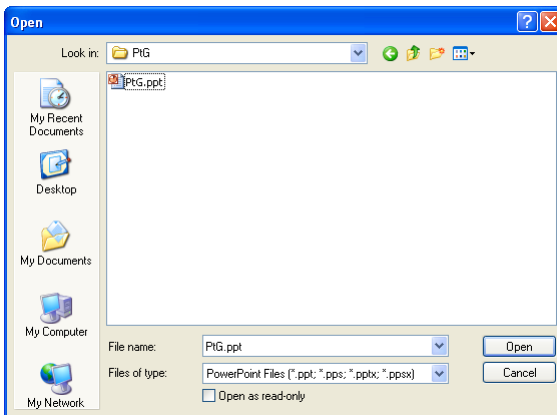 Open
Look in: PtG
PtG.ppt
My Recent
Documents
Desktop
My Documents
My Computer
My Network
File name: PtG.ppt Open
Files of type: PowerPoint Files (*.ppt; *.pps; *.pptx; *.ppsx) Cancel
Open as read-only